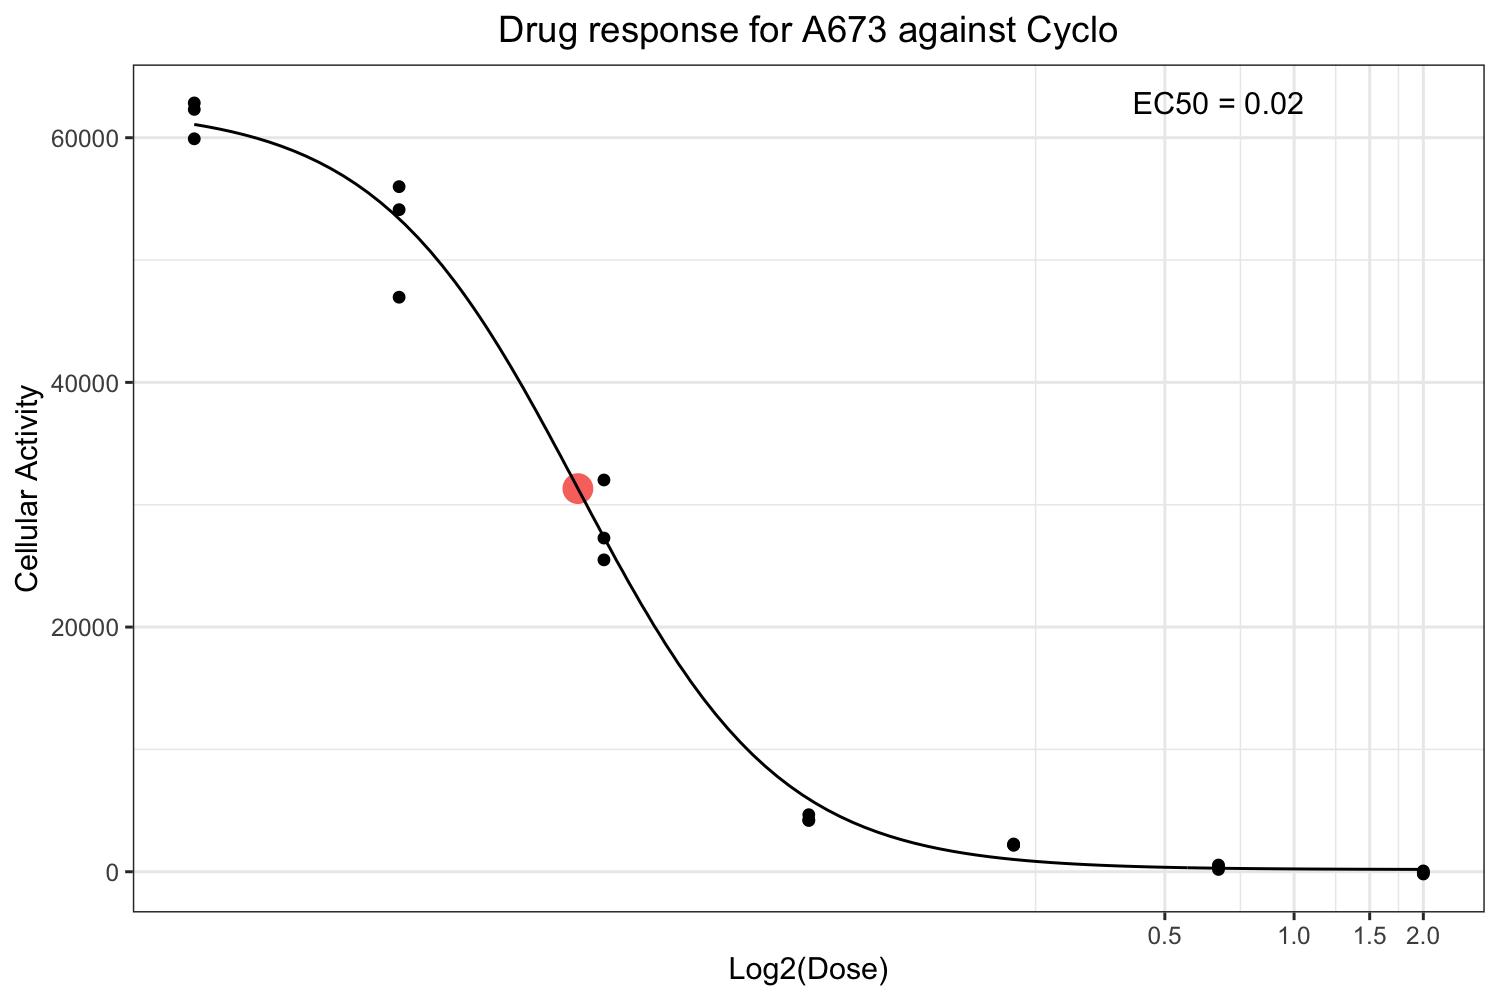 Drug response for A673 against Cyclo
EC50 = 0.02
60000
40000
20000
0
Cellular Activity
0.5 1.0 1.5 2.0
Log2(Dose)